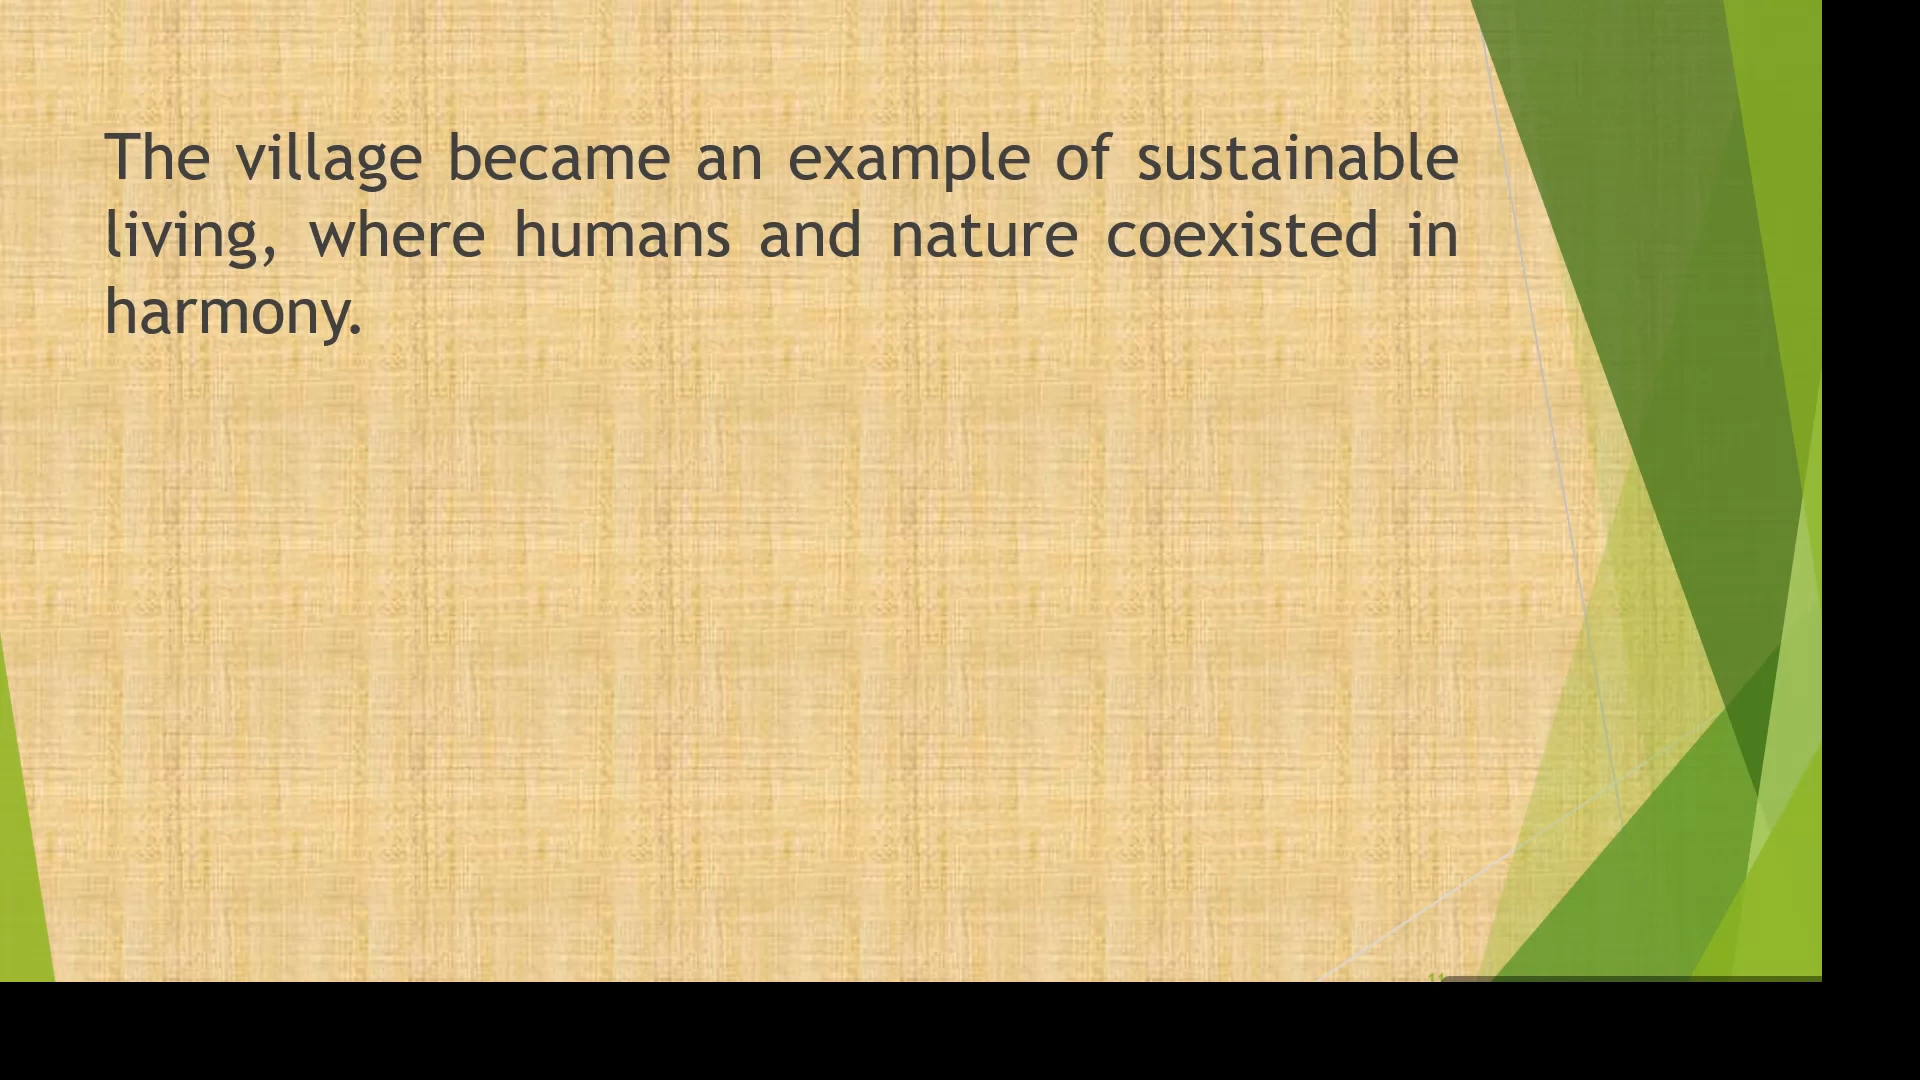 The village became an example of sustainable
living, where humans and nature coexisted in
harmony.